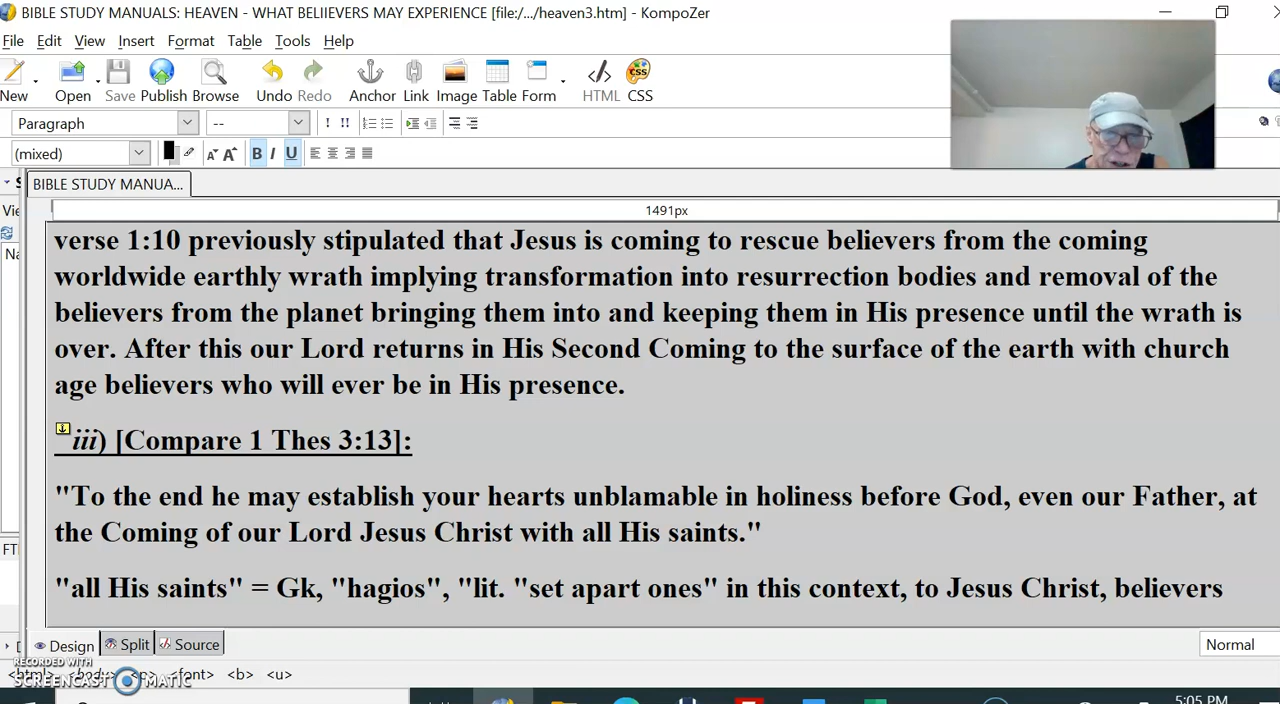 BIBLE STUDY MANUALS: HEAVEN - WHAT BELIIEVERS MAY EXPERIENCE [file:/.../heaven3.htm] - KompoZer
File Edit View Insert Format Table Tools Help
New Open Save Publish Browse Undo Redo Anchor Link Image Table Form HTML CSS
Paragraph -- ! !!
(mixed) A A B I U
BIBLE STUDY MANUA...
Vie
1491px
Na
verse 1:10 previously stipulated that Jesus is coming to rescue believers from the coming
worldwide earthly wrath implying transformation into resurrection bodies and removal of the
believers from the planet bringing them into and keeping them in His presence until the wrath is
over. After this our Lord returns in His Second Coming to the surface of the earth with church
age believers who will ever be in His presence.
iii) [Compare 1 Thes 3:13]:
"To the end he may establish your hearts unblamable in holiness before God, even our Father, at
the Coming of our Lord Jesus Christ with all His saints."
FT
"all His saints" = Gk, "hagios", "lit. "set apart ones" in this context, to Jesus Christ, believers
Design Split Source Normal
RECORDED WITH
<html> <body> <p> <font> <b> <u>
SCREENCAST MATIC
5:05 PM